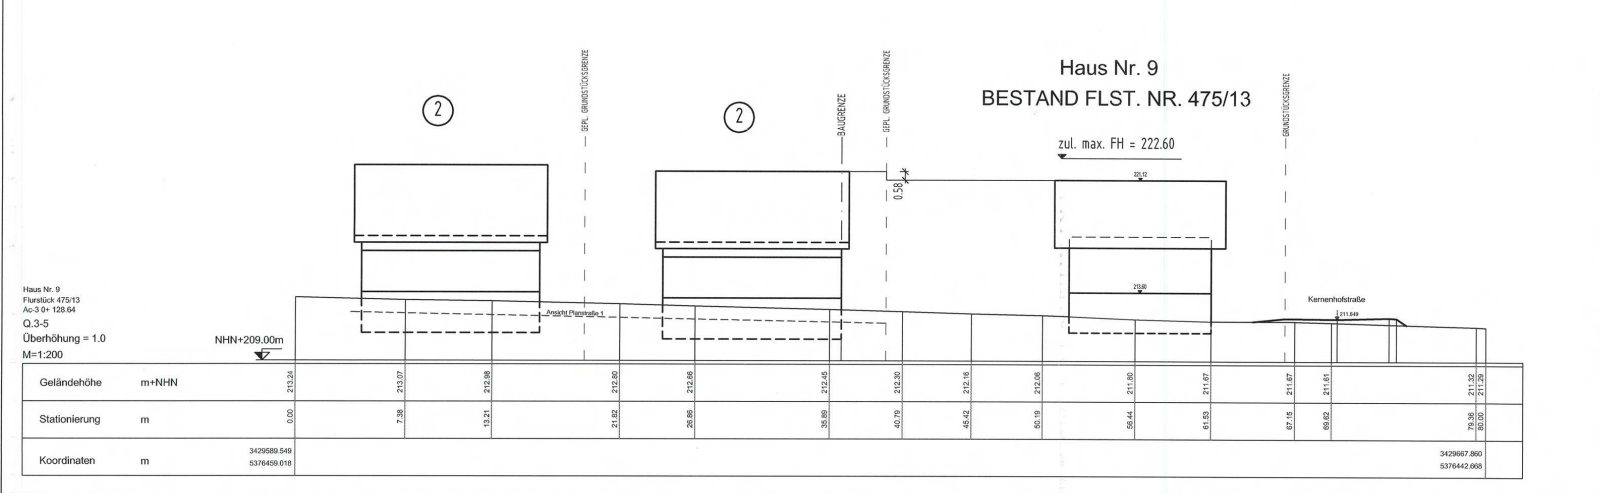 Haus Nr. 9
BESTAND FLST. NR. 475/13
GEPL. GRUNDSTÜCKSGRENZE
BAUGRENZE
GEPL. GRUNDSTÜCKSGRENZE
GRUNDSTÜCKSGRENZE
2
2
zul. max. FH = 222.60
221.12
0.58
213.60
Kernenhofstraße
211.849
Ansicht Planstraße 1
Haus Nr. 9
Flurstück 475/13
Ac-3 0+ 128.64
Q.3-5
Überhöhung = 1.0
M=1:200
NHN+209.00m
Geländehöhe m+NHN 213.24 213.07 212.98 212.80 212.66 212.45 212.30 212.16 212.06 211.80 211.67 211.67 211.61 211.32 211.29
Stationierung m 0.00 7.38 13.21 21.82 26.86 35.89 40.79 45.42 50.19 56.44 61.53 67.15 69.62 79.36 80.00
Koordinaten m
3429589.549
5376459.018
3429667.860
5376442.668